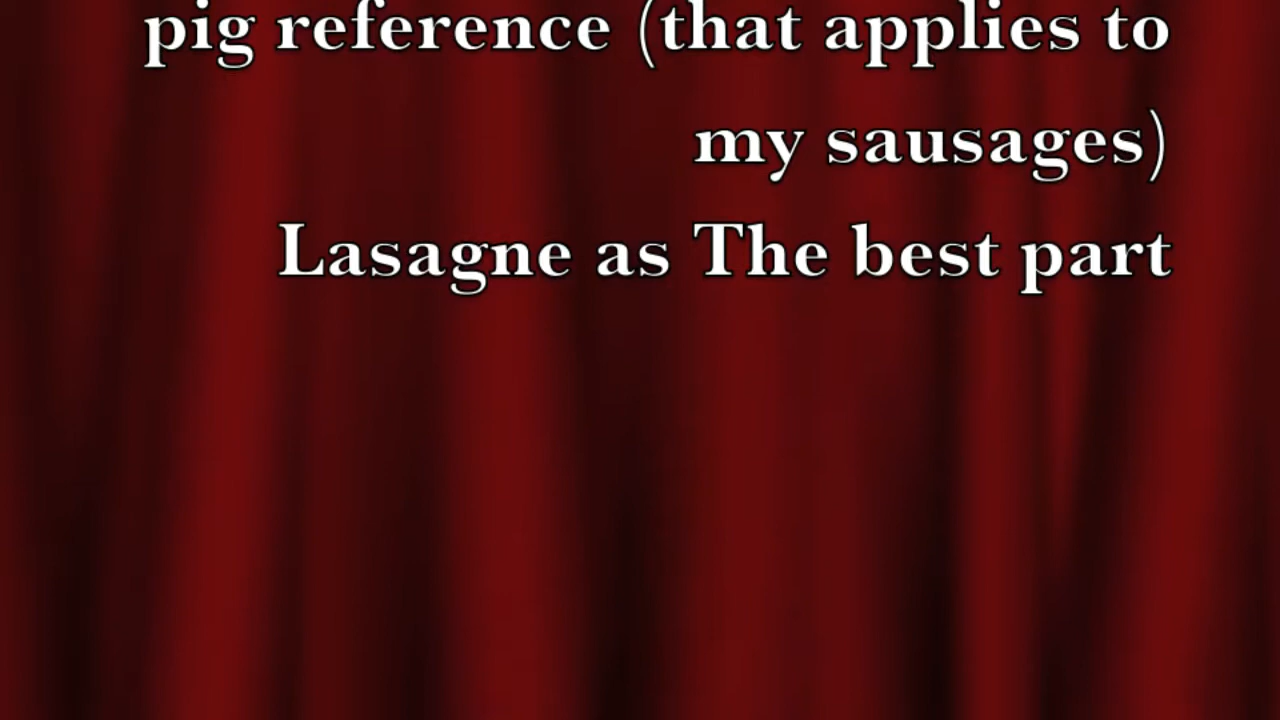 pig reference (that applies to
my sausages)
Lasagne as The best part